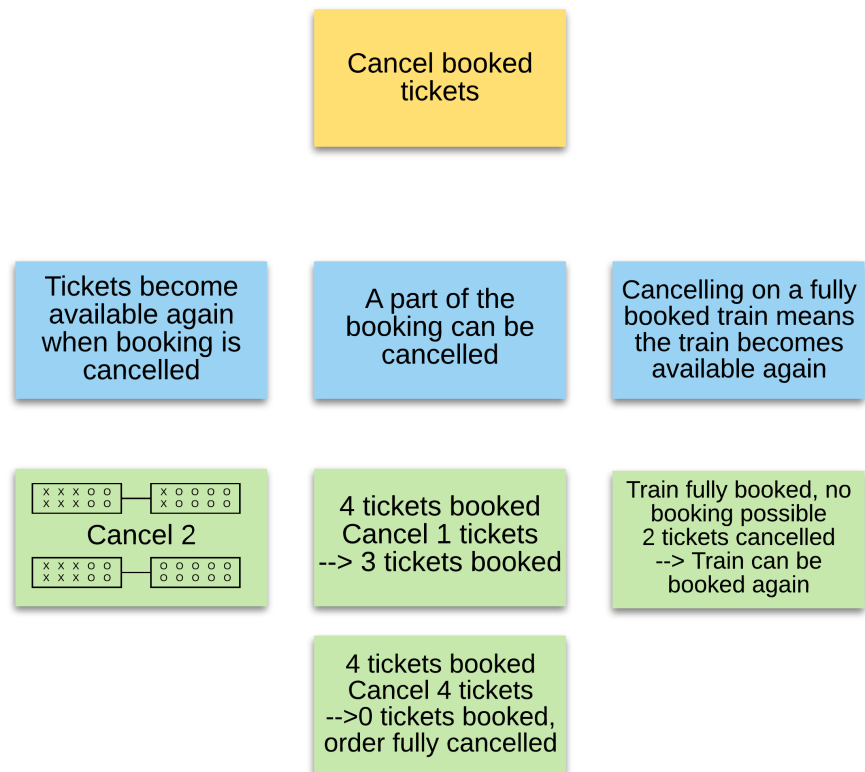 Cancel booked
tickets
Tickets become
available again
when booking is
cancelled
A part of the
booking can be
cancelled
Cancelling on a fully
booked train means
the train becomes
available again
X X X O O X O O O O
X X X O O X O O O O
Cancel 2
X X X O O O O O O O
X X X O O O O O O O
4 tickets booked
Cancel 1 tickets
--> 3 tickets booked
Train fully booked, no
booking possible
2 tickets cancelled
--> Train can be
booked again
4 tickets booked
Cancel 4 tickets
-->0 tickets booked,
order fully cancelled